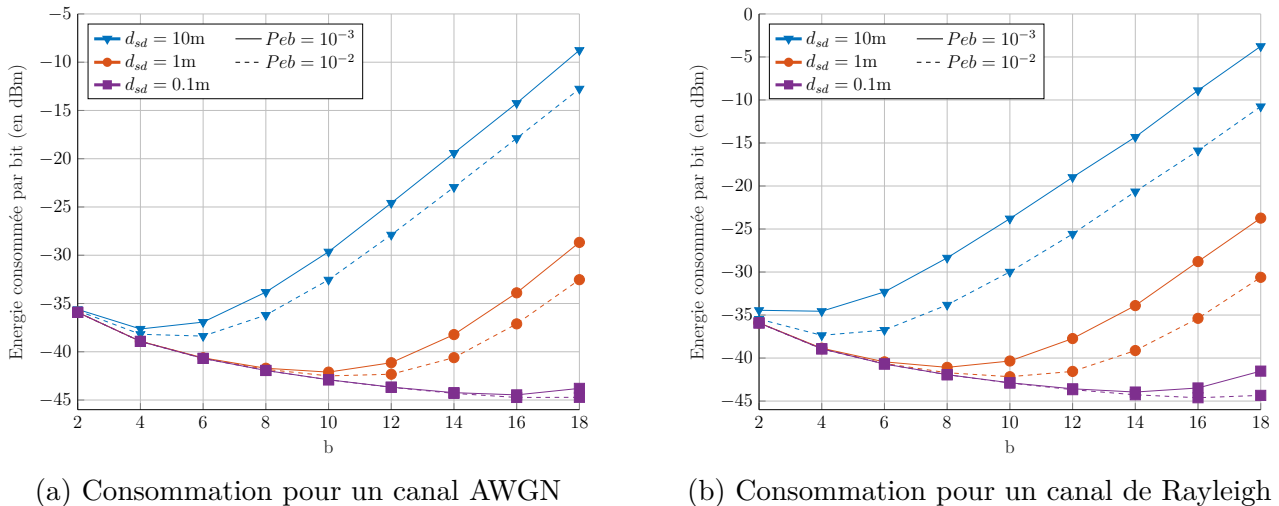 −5
−10
−15
−20
−25
−30
−35
−40
−45
Energie consommée par bit (en dBm)
d_sd = 10m
d_sd = 1m
d_sd = 0.1m
Peb = 10^−3
Peb = 10^−2
2 4 6 8 10 12 14 16 18
b
(a) Consommation pour un canal AWGN
0
−5
−10
−15
−20
−25
−30
−35
−40
−45
Energie consommée par bit (en dBm)
d_sd = 10m
d_sd = 1m
d_sd = 0.1m
Peb = 10^−3
Peb = 10^−2
2 4 6 8 10 12 14 16 18
b
(b) Consommation pour un canal de Rayleigh